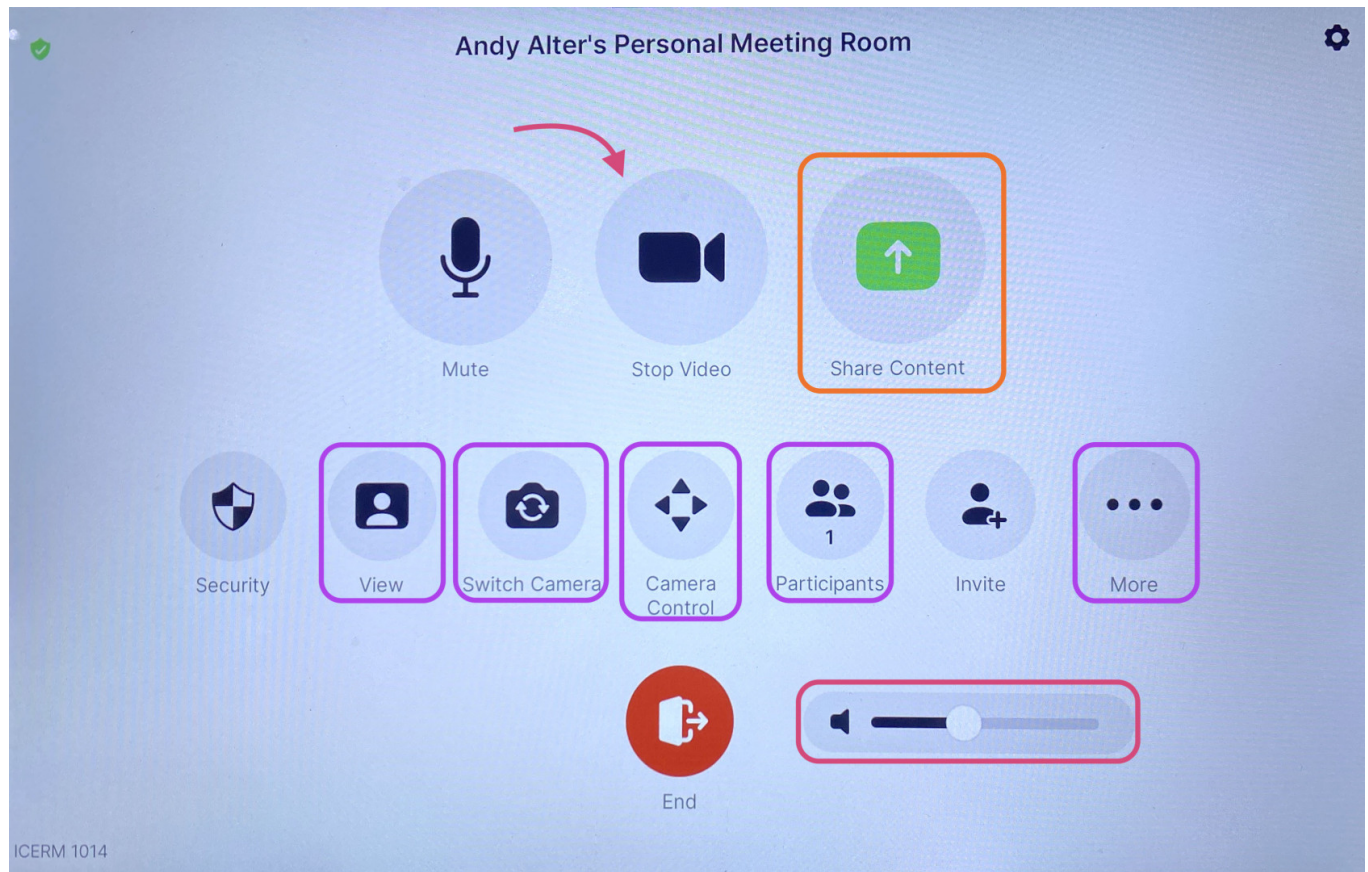 Andy Alter's Personal Meeting Room
Mute
Stop Video
Share Content
Security
View
Switch Camera
Camera
Control
1
Participants
Invite
More
End
ICERM 1014